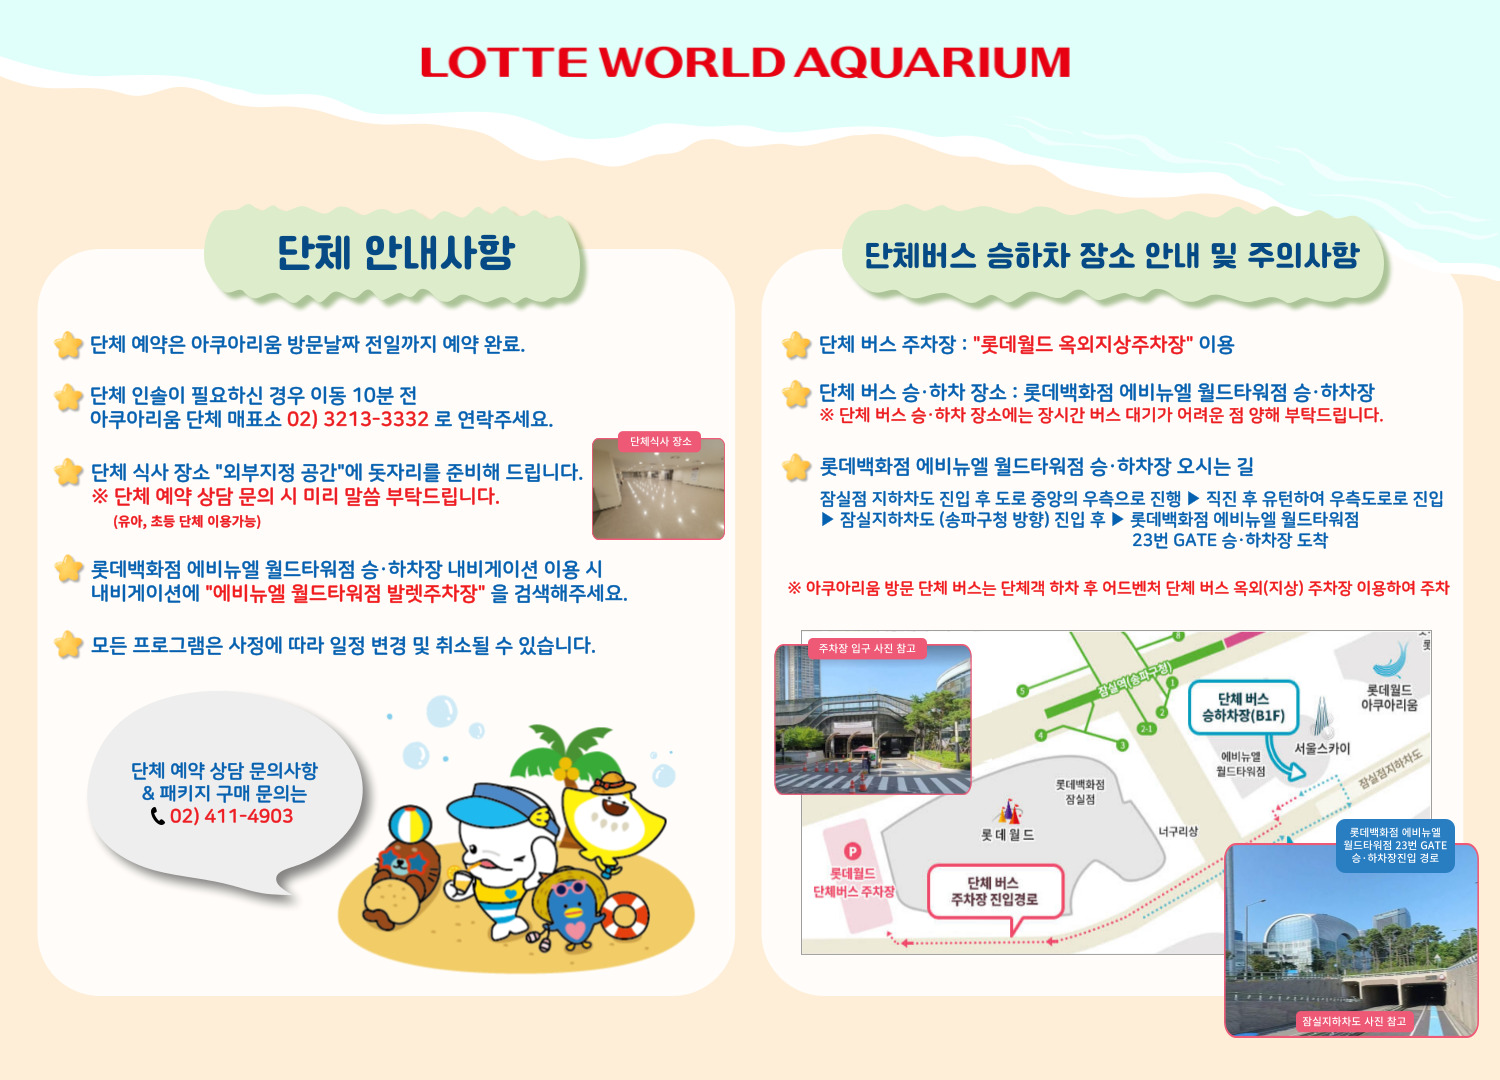 LOTTE WORLD AQUARIUM
단체 안내사항
단체 예약은 아쿠아리움 방문날짜 전일까지 예약 완료.
단체 인솔이 필요하신 경우 이동 10분 전
아쿠아리움 단체 매표소 02) 3213-3332 로 연락주세요.
단체 식사 장소 "외부지정 공간"에 돗자리를 준비해 드립니다.
※ 단체 예약 상담 문의 시 미리 말씀 부탁드립니다.
(유아, 초등 단체 이용가능)
단체식사 장소
롯데백화점 에비뉴엘 월드타워점 승·하차장 내비게이션 이용 시
내비게이션에 "에비뉴엘 월드타워점 발렛주차장" 을 검색해주세요.
모든 프로그램은 사정에 따라 일정 변경 및 취소될 수 있습니다.
단체 예약 상담 문의사항
& 패키지 구매 문의는
02) 411-4903
단체버스 승하차 장소 안내 및 주의사항
단체 버스 주차장 : "롯데월드 옥외지상주차장" 이용
단체 버스 승·하차 장소 : 롯데백화점 에비뉴엘 월드타워점 승·하차장
※ 단체 버스 승·하차 장소에는 장시간 버스 대기가 어려운 점 양해 부탁드립니다.
롯데백화점 에비뉴엘 월드타워점 승·하차장 오시는 길
잠실점 지하차도 진입 후 도로 중앙의 우측으로 진행 ▶ 직진 후 유턴하여 우측도로로 진입
▶ 잠실지하차도 (송파구청 방향) 진입 후 ▶ 롯데백화점 에비뉴엘 월드타워점
23번 GATE 승·하차장 도착
※ 아쿠아리움 방문 단체 버스는 단체객 하차 후 어드벤처 단체 버스 옥외(지상) 주차장 이용하여 주차
주차장 입구 사진 참고
잠실역(송파구청)
8
5
1
2
2-1
4
3
단체 버스
승하차장(B1F)
롯데월드
아쿠아리움
서울스카이
에비뉴엘
월드타워점
잠실점지하차도
롯데백화점
잠실점
롯데월드
너구리상
P
롯데월드
단체버스 주차장
단체 버스
주차장 진입경로
롯데백화점 에비뉴엘
월드타워점 23번 GATE
승·하차장진입 경로
잠실지하차도 사진 참고